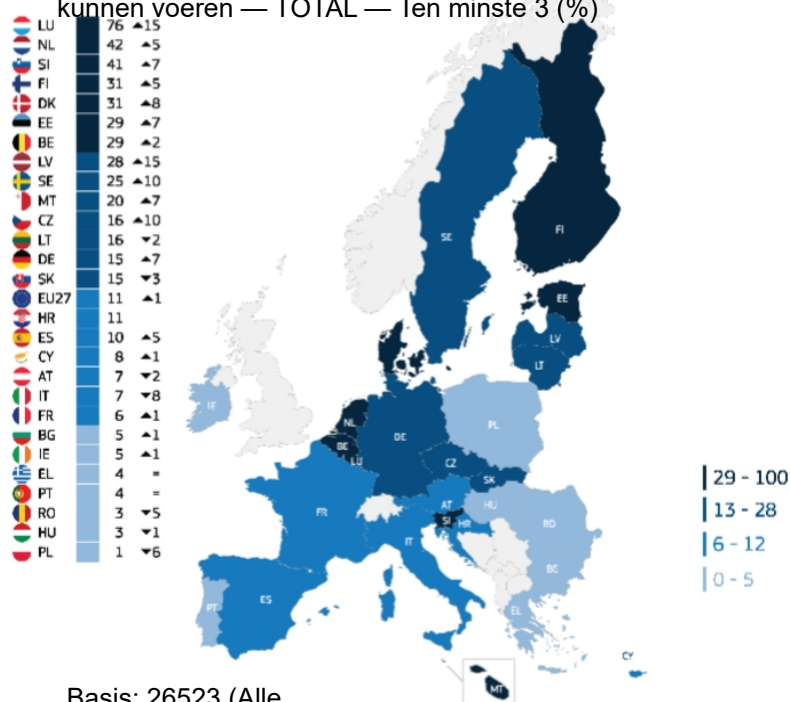 kunnen voeren — TOTAL — Ten minste 3 (%)
LU 76 ▲15
NL 42 ▲5
SI 41 ▲7
FI 31 ▲5
DK 31 ▲8
EE 29 ▲7
BE 29 ▲2
LV 28 ▲15
SE 25 ▲10
MT 20 ▲7
CZ 16 ▲10
LT 16 ▼2
DE 15 ▲7
SK 15 ▼3
EU27 11 ▲1
HR 11
ES 10 ▲5
CY 8 ▲1
AT 7 ▼2
IT 7 ▼8
FR 6 ▲1
BG 5 ▲1
IE 5 ▲1
EL 4 =
PT 4 =
RO 3 ▼5
HU 3 ▼1
PL 1 ▼6
FI
SE
EE
LV
LT
IE
NL
DE
PL
BE
LU
CZ
SK
FR
AT
HU
SI
HR
RO
IT
BG
ES
PT
EL
CY
MT
29 - 100
13 - 28
6 - 12
0 - 5
Basis: 26523 (Alle